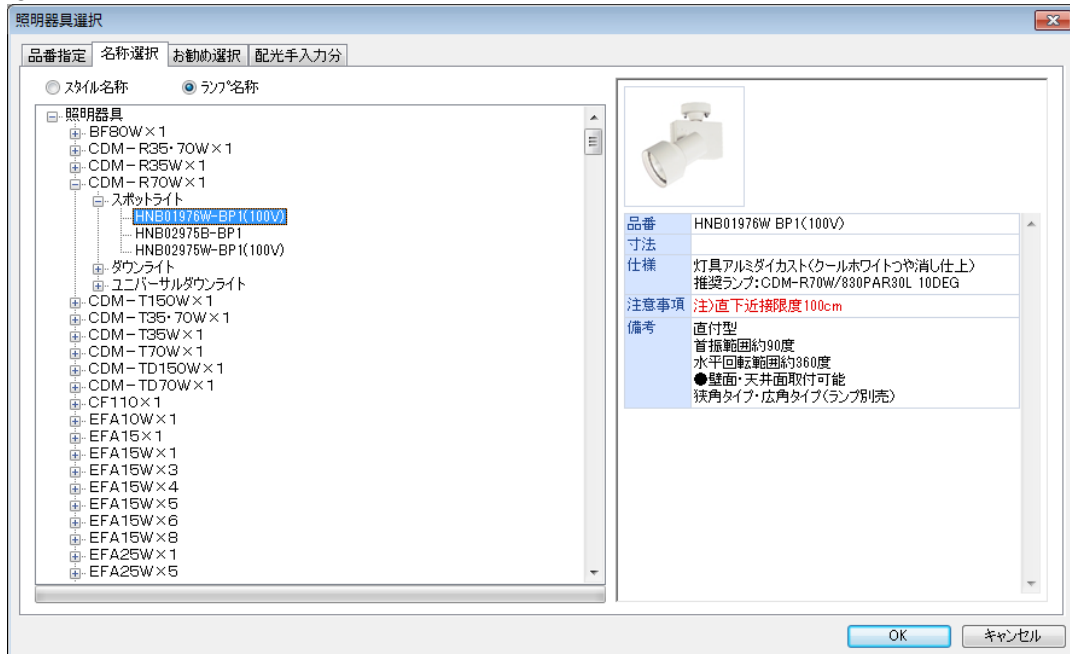 照明器具選択
品番指定 名称選択 お勧め選択 配光手入力分
スタイル名称 ランプ名称
照明器具
BF80W×1
CDM-R35・70W×1
CDM-R35W×1
CDM-R70W×1
スポットライト
HNB01976W-BP1(100V)
HNB02975B-BP1
HNB02975W-BP1(100V)
ダウンライト
ユニバーサルダウンライト
CDM-T150W×1
CDM-T35・70W×1
CDM-T35W×1
CDM-T70W×1
CDM-TD150W×1
CDM-TD70W×1
CF110×1
EFA10W×1
EFA15×1
EFA15W×1
EFA15W×3
EFA15W×4
EFA15W×5
EFA15W×6
EFA15W×8
EFA25W×1
EFA25W×5
品番 HNB01976W BP1(100V)
寸法
仕様 灯具アルミダイカスト(クールホワイトつや消し仕上)
推奨ランプ:CDM-R70W/830PAR30L 10DEG
注意事項 注)直下近接限度100cm
備考 直付型
首振範囲約90度
水平回転範囲約360度
●壁面・天井面取付可能
狭角タイプ・広角タイプ(ランプ別売)
OK キャンセル